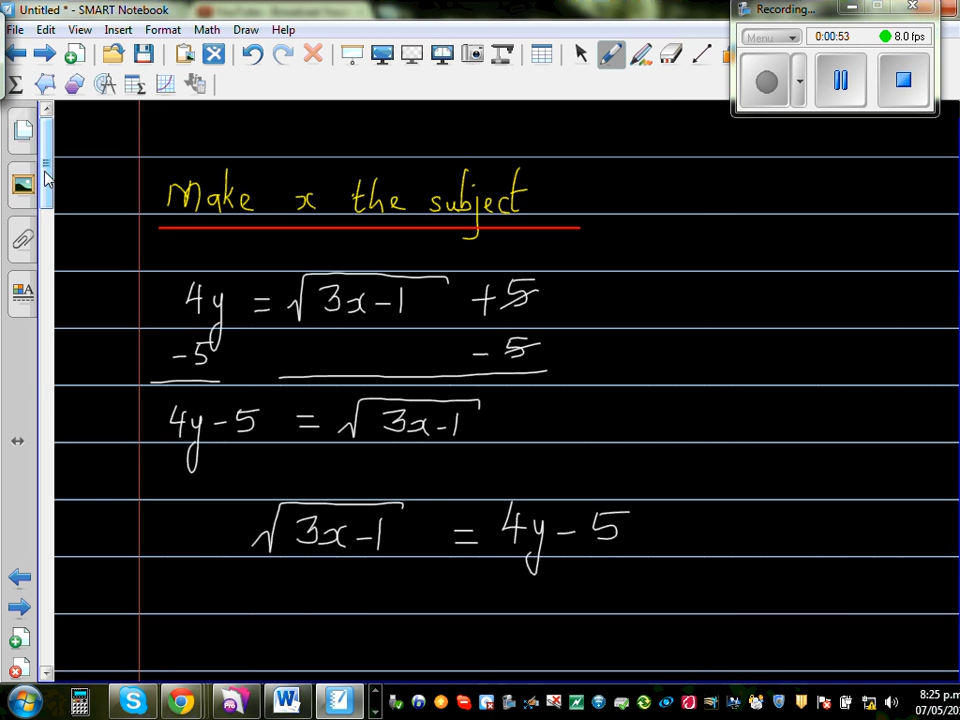 Untitled * - SMART Notebook
File Edit View Insert Format Math Draw Help
Recording...
Menu 0:00:53 8.0 fps
Make x the subject
4y = √3x-1 +5
-5 -5
4y-5 = √3x-1
√3x-1 = 4y-5
8:25 p.m
07/05/20